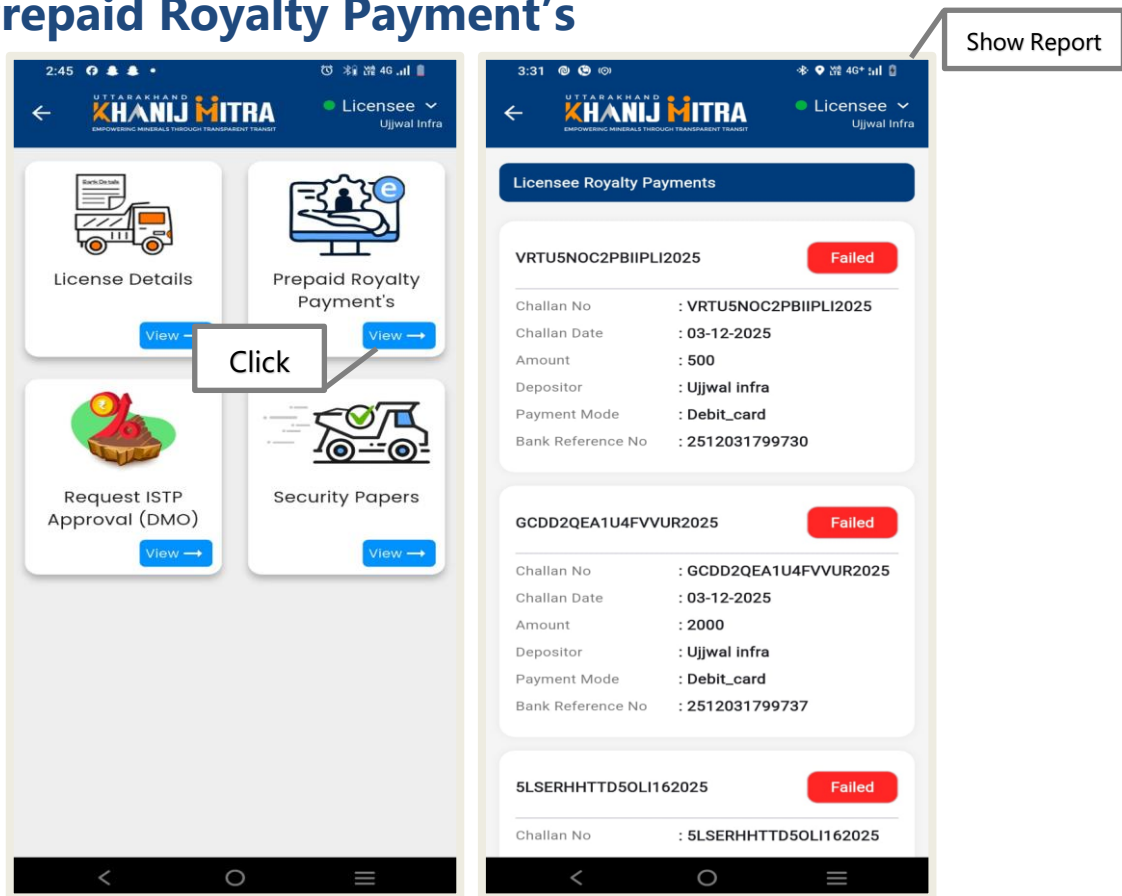 repaid Royalty Payment's
Show Report
2:45
4G
UTTARAKHAND
KHANIJ MITRA
EMPOWERING MINERALS THROUGH TRANSPARENT TRANSIT
Licensee
Ujjwal Infra
Bank Details
e
License Details
View →
Prepaid Royalty
Payment's
View →
Click
Request ISTP
Approval (DMO)
View →
Security Papers
View →
3:31
4G+
UTTARAKHAND
KHANIJ MITRA
EMPOWERING MINERALS THROUGH TRANSPARENT TRANSIT
Licensee
Ujjwal Infra
Licensee Royalty Payments
VRTU5NOC2PBIIPLI2025 Failed
Challan No : VRTU5NOC2PBIIPLI2025
Challan Date : 03-12-2025
Amount : 500
Depositor : Ujjwal infra
Payment Mode : Debit_card
Bank Reference No : 2512031799730
GCDD2QEA1U4FVVUR2025 Failed
Challan No : GCDD2QEA1U4FVVUR2025
Challan Date : 03-12-2025
Amount : 2000
Depositor : Ujjwal infra
Payment Mode : Debit_card
Bank Reference No : 2512031799737
5LSERHHTTD5OLI162025 Failed
Challan No : 5LSERHHTTD5OLI162025